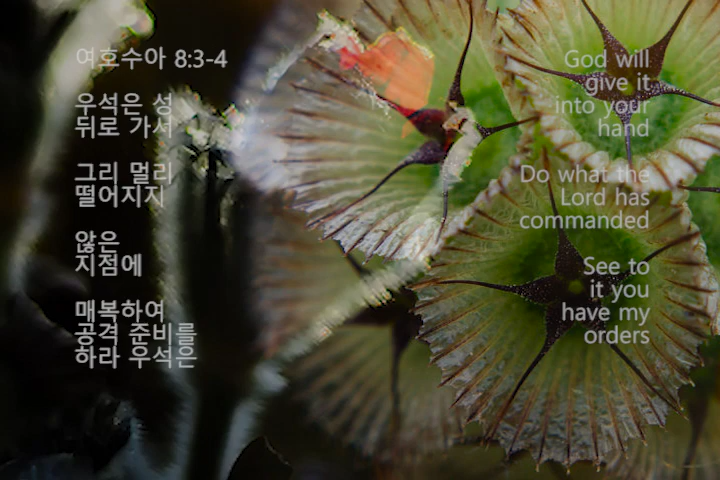 여호수아 8:3-4
우석은 성
뒤로 가서
그리 멀리
떨어지지
않은
지점에
매복하여
공격 준비를
하라 우석은
God will
give it
into your
hand
Do what the
Lord has
commanded
See to
it you
have my
orders